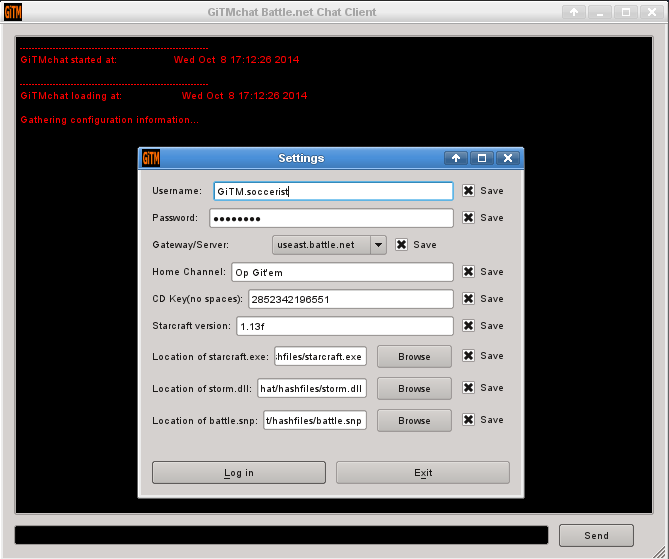 GiTM GiTMchat Battle.net Chat Client
--------------------------------------------------------
GiTMchat started at: Wed Oct 8 17:12:26 2014
--------------------------------------------------------
GiTMchat loading at: Wed Oct 8 17:12:26 2014
Gathering configuration information...
GiTM Settings
Username: GiTM.soccerist Save
Password: ●●●●●●●● Save
Gateway/Server: useast.battle.net Save
Home Channel: Op Git'em Save
CD Key(no spaces): 2852342196551 Save
Starcraft version: 1.13f Save
Location of starcraft.exe: hfiles/starcraft.exe Browse Save
Location of storm.dll: hat/hashfiles/storm.dll Browse Save
Location of battle.snp: t/hashfiles/battle.snp Browse Save
Log in Exit
Send